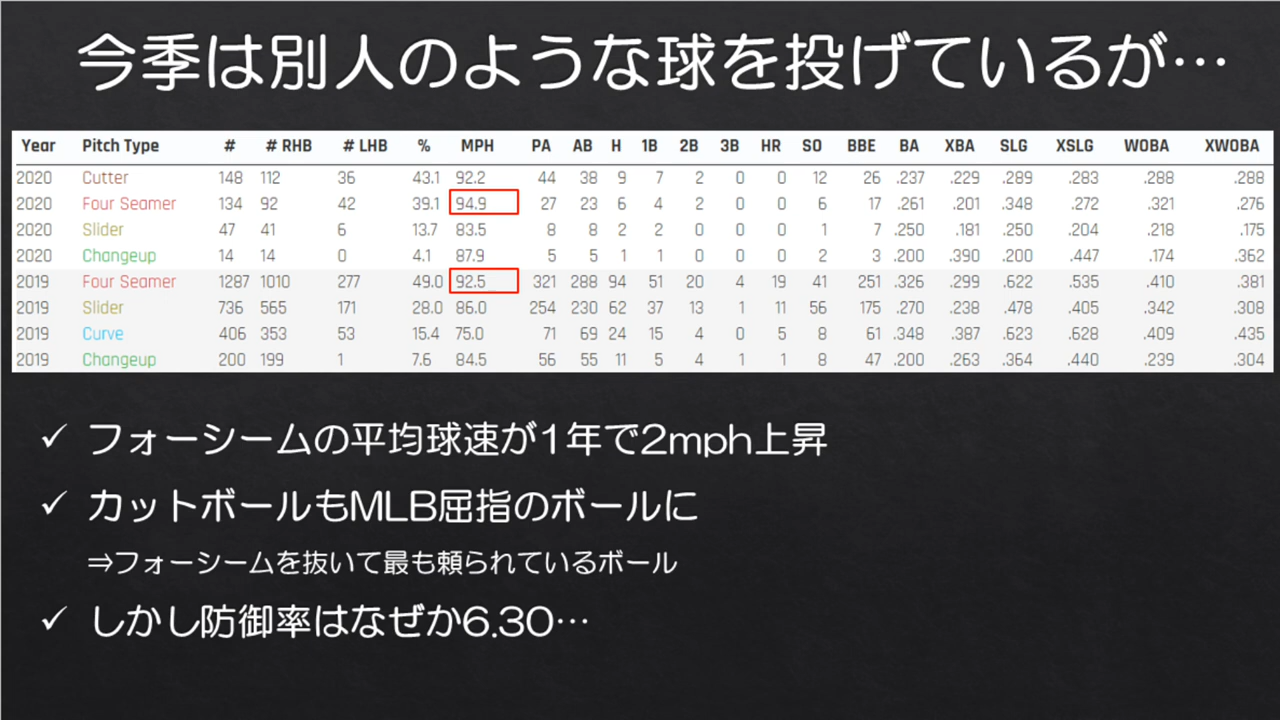 今季は別人のような球を投げているが…
Year Pitch Type # # RHB # LHB % MPH PA AB H 1B 2B 3B HR SO BBE BA XBA SLG XSLG WOBA XWOBA
2020 Cutter 148 112 36 43.1 92.2 44 38 9 7 2 0 0 12 26 .237 .229 .289 .283 .288 .288
2020 Four Seamer 134 92 42 39.1 94.9 27 23 6 4 2 0 0 6 17 .261 .201 .348 .272 .321 .276
2020 Slider 47 41 6 13.7 83.5 8 8 2 2 0 0 0 1 7 .250 .181 .250 .204 .218 .175
2020 Changeup 14 14 0 4.1 87.9 5 5 1 1 0 0 0 2 3 .200 .390 .200 .447 .174 .362
2019 Four Seamer 1287 1010 277 49.0 92.5 321 288 94 51 20 4 19 41 251 .326 .299 .622 .535 .410 .381
2019 Slider 736 565 171 28.0 86.0 254 230 62 37 13 1 11 56 175 .270 .238 .478 .405 .342 .308
2019 Curve 406 353 53 15.4 75.0 71 69 24 15 4 0 5 8 61 .348 .387 .623 .628 .409 .435
2019 Changeup 200 199 1 7.6 84.5 56 55 11 5 4 1 1 8 47 .200 .263 .364 .440 .239 .304
✓ フォーシームの平均球速が1年で2mph上昇
✓ カットボールもMLB屈指のボールに
⇒フォーシームを抜いて最も頼られているボール
✓ しかし防御率はなぜか6.30…